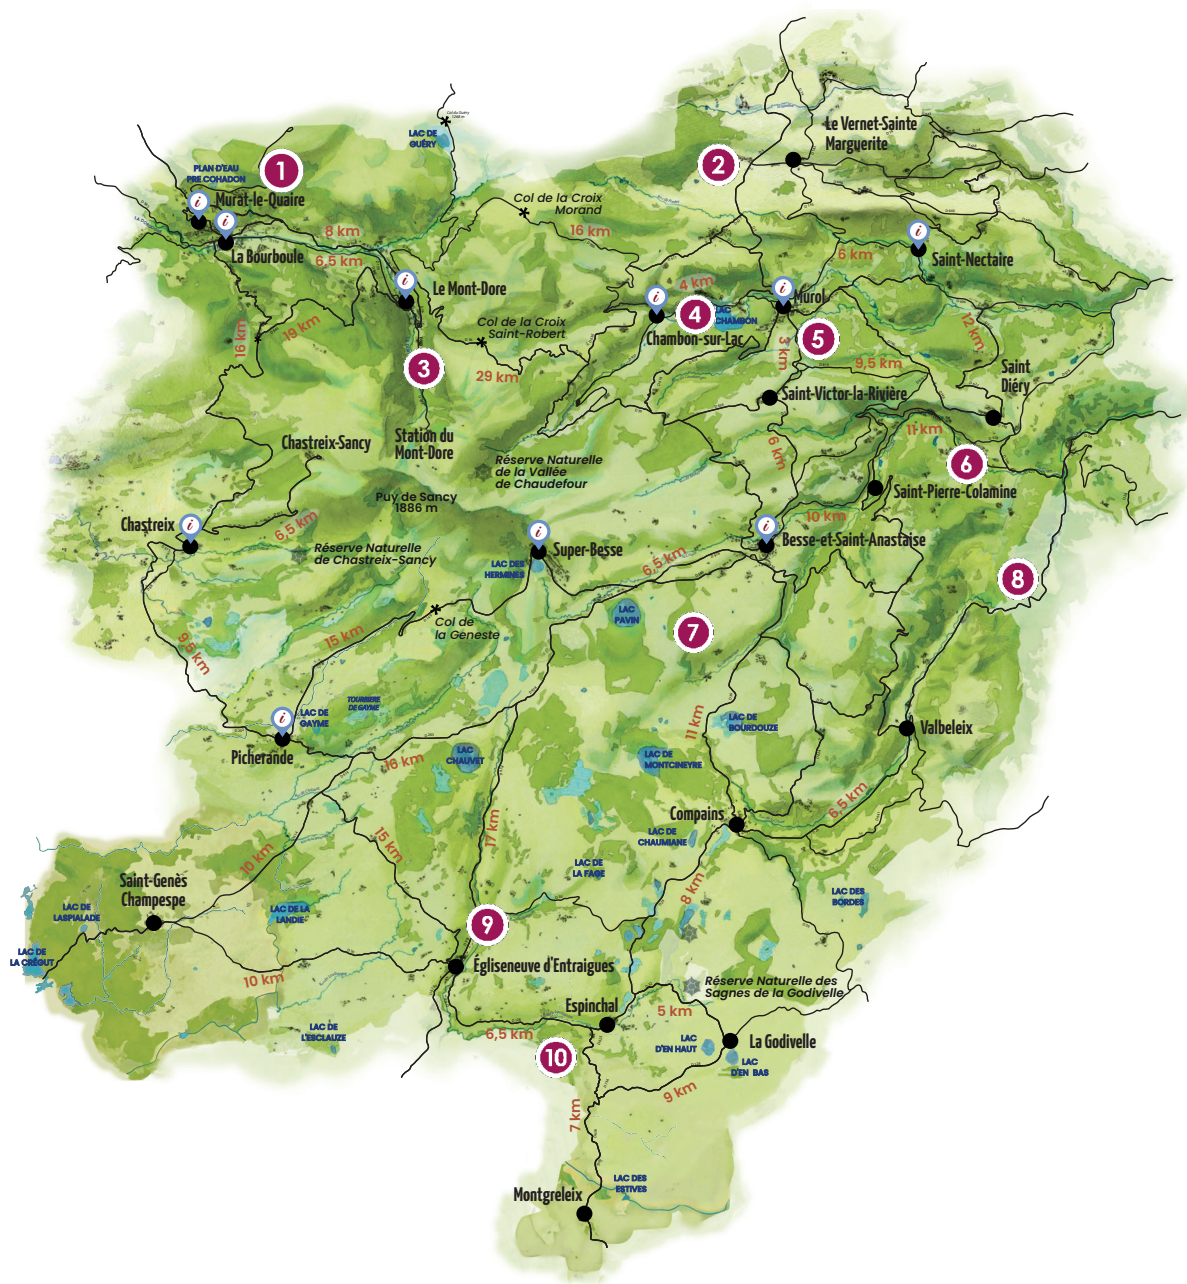 Col du Guéry
LAC DE
GUÉRY
Le Vernet-Sainte
Marguerite
2
1
PLAN D'EAU
PRE COHADON
i
Murat-le-Quaire
i
La Bourboule
8 km
6,5 km
Col de la Croix
Morand
16 km
i
Saint-Nectaire
6 km
i
Le Mont-Dore
i
4 km
4
LAC
CHAMBON
Chambon-sur-Lac
i
Murol
16 km
19 km
Col de la Croix
Saint-Robert
29 km
3
5
3 km
12 km
9,5 km
Saint
Diéry
Saint-Victor-la-Rivière
11 km
Chastreix-Sancy
Station du
Mont-Dore
6 km
6
Réserve Naturelle
de la Vallée
de Chaudefour
Puy de Sancy
1886 m
Saint-Pierre-Colamine
10 km
i
Chastreix
6,5 km
Réserve Naturelle
de Chastreix-Sancy
i
Super-Besse
LAC DES
HERMINES
i
Besse-et-Saint-Anastaise
6,5 km
8
LAC
PAVIN
7
Col de
la Geneste
15 km
9,5 km
i
Picherande
LAC DE
GAYME
TOURBIERE
DE GAYME
11 km
LAC DE
BOURDOUZE
Valbeleix
16 km
LAC
CHAUVET
LAC DE
MONTCINEYRE
6,5 km
Compains
17 km
15 km
LAC DE
CHAUMIANE
10 km
LAC DE
LA FAGE
8 km
Saint-Genès
Champespe
LAC DES
BORDES
LAC DE
LASPIALADE
LAC DE LA
LANDIE
9
LAC DE
LA CRÉGUT
Égliseneuve d'Entraigues
10 km
Réserve Naturelle des
Sagnes de la Godivelle
Espinchal
5 km
LAC DE
L'ESCLAUZE
6,5 km
LAC
D'EN HAUT
La Godivelle
10
LAC
D'EN BAS
9 km
7 km
LAC DES
ESTIVES
Montgreleix